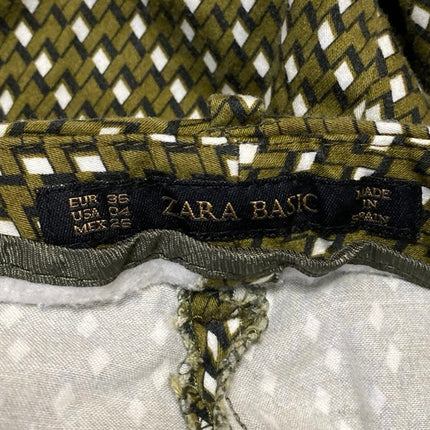 EUR 36
USA 04
MEX 26
ZARA BASIC
MADE
IN
SPAIN